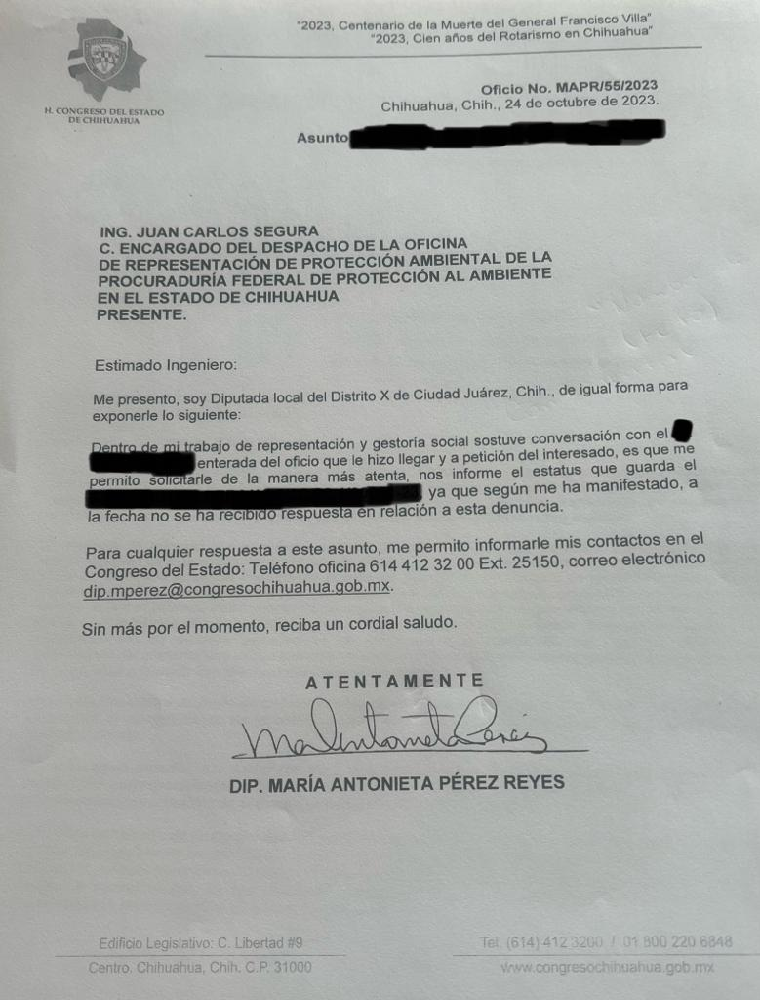 "2023, Centenario de la Muerte del General Francisco Villa"
"2023, Cien años del Rotarismo en Chihuahua"
H. CONGRESO DEL ESTADO
DE CHIHUAHUA
Oficio No. MAPR/55/2023
Chihuahua, Chih., 24 de octubre de 2023.
Asunto
ING. JUAN CARLOS SEGURA
C. ENCARGADO DEL DESPACHO DE LA OFICINA
DE REPRESENTACIÓN DE PROTECCIÓN AMBIENTAL DE LA
PROCURADURÍA FEDERAL DE PROTECCIÓN AL AMBIENTE
EN EL ESTADO DE CHIHUAHUA
PRESENTE.
Estimado Ingeniero:
Me presento, soy Diputada local del Distrito X de Ciudad Juárez, Chih., de igual forma para
exponerle lo siguiente:
Dentro de mi trabajo de representación y gestoría social sostuve conversación con el
enterada del oficio que le hizo llegar y a petición del interesado, es que me
permito solicitarle de la manera más atenta, nos informe el estatus que guarda el
ya que según me ha manifestado, a
la fecha no se ha recibido respuesta en relación a esta denuncia.
Para cualquier respuesta a este asunto, me permito informarle mis contactos en el
Congreso del Estado: Teléfono oficina 614 412 32 00 Ext. 25150, correo electrónico
dip.mperez@congresochihuahua.gob.mx.
Sin más por el momento, reciba un cordial saludo.
ATENTAMENTE
Ma Antonieta Pérez
DIP. MARÍA ANTONIETA PÉREZ REYES
Edificio Legislativo: C. Libertad #9
Centro. Chihuahua, Chih. C.P. 31000
Tel. (614) 412 3200 / 01 800 220 6848
www.congresochihuahua.gob.mx